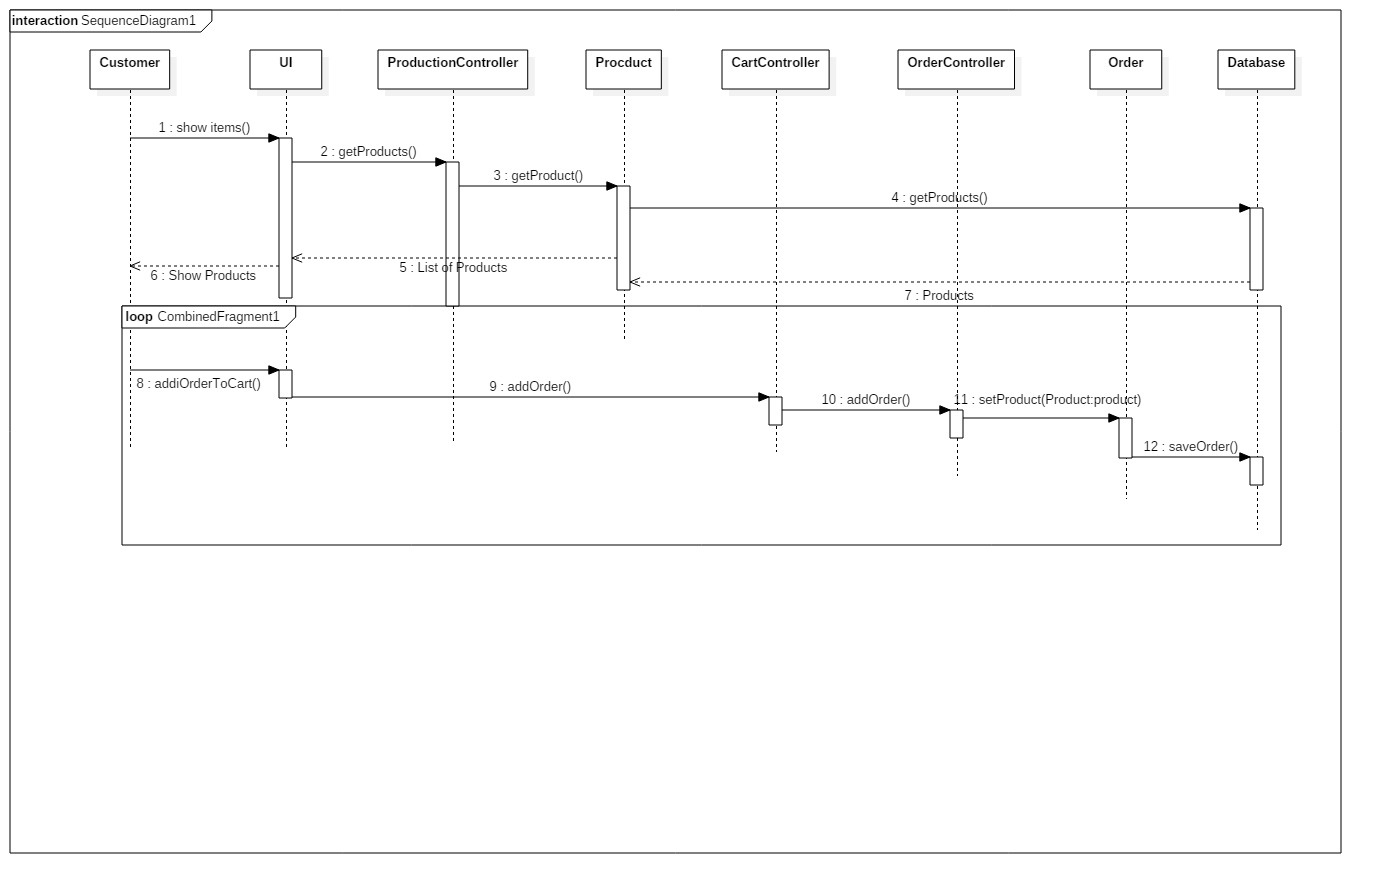 interaction SequenceDiagram1
Customer
UI
ProductionController
Procduct
CartController
OrderController
Order
Database
1 : show items()
2 : getProducts()
3 : getProduct()
4 : getProducts()
5 : List of Products
6 : Show Products
7 : Products
loop CombinedFragment1
8 : addiOrderToCart()
9 : addOrder()
10 : addOrder()
11 : setProduct(Product:product)
12 : saveOrder()